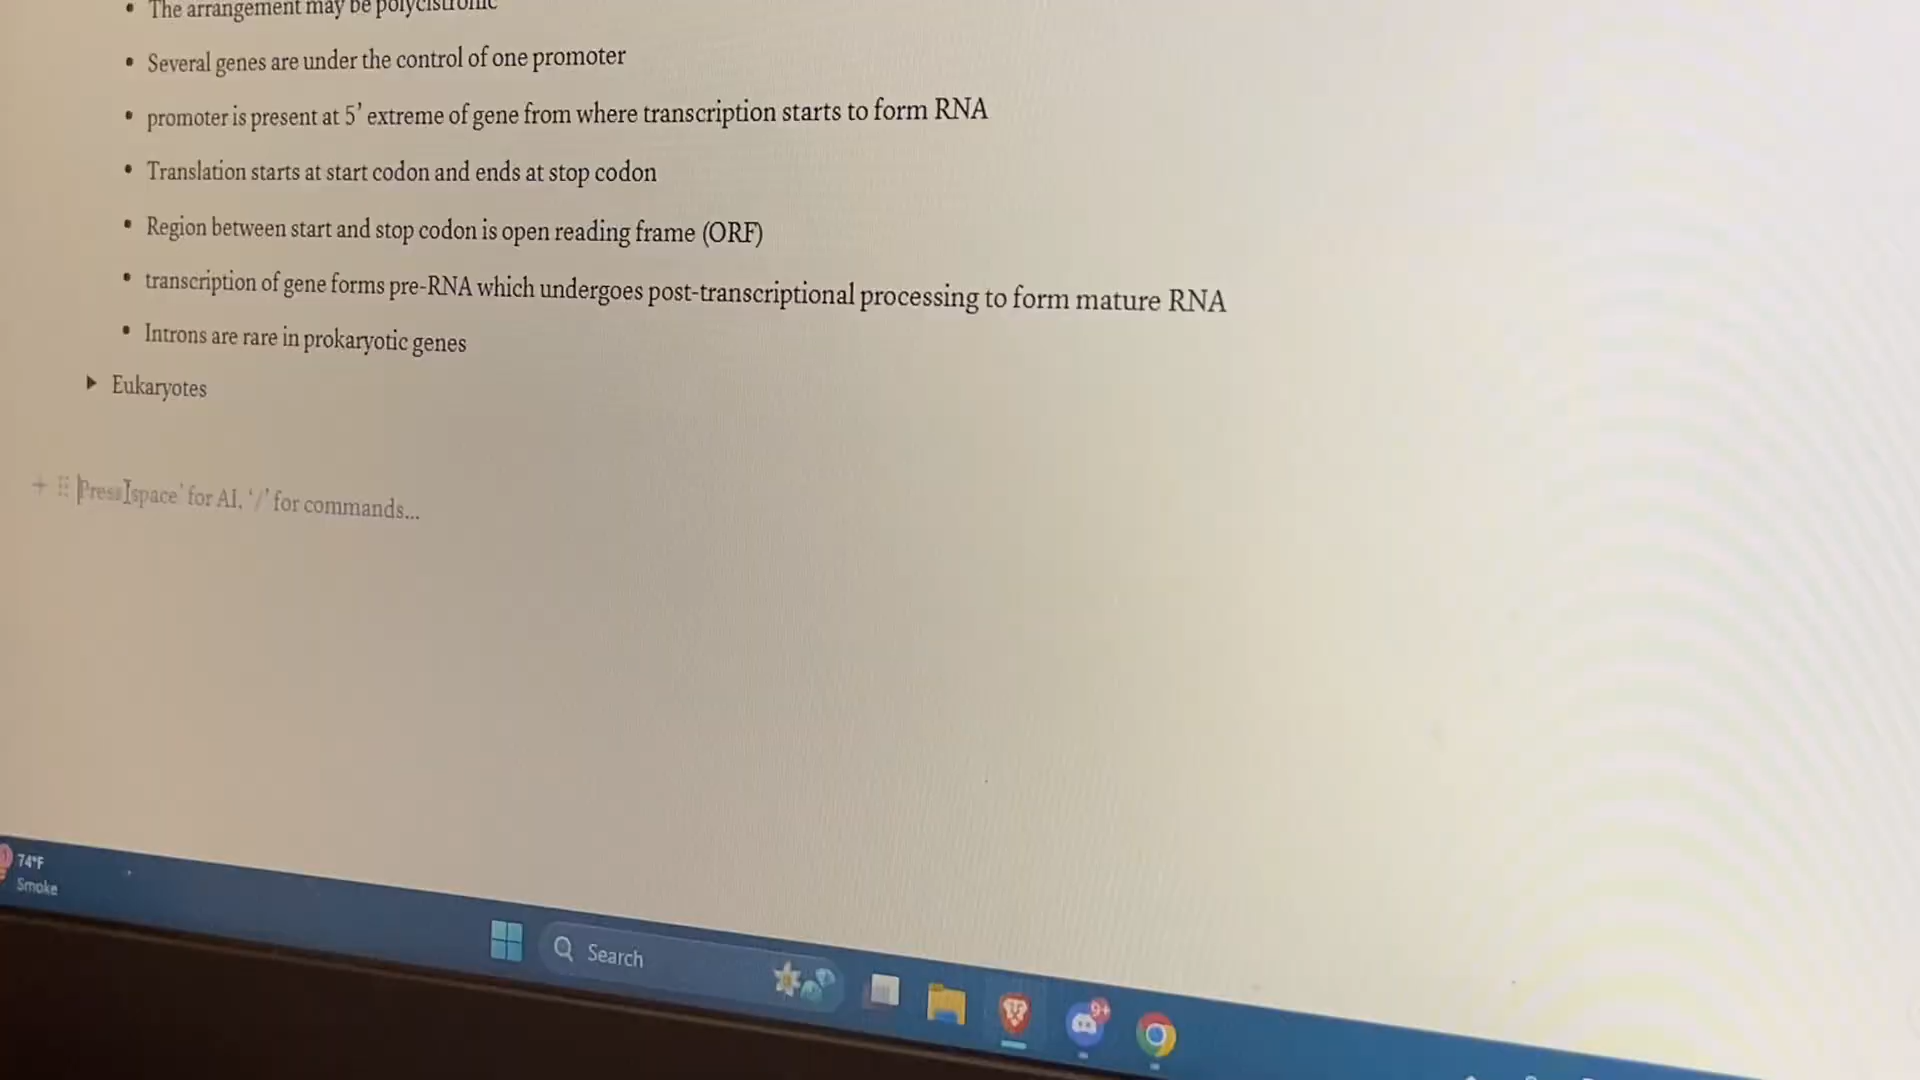 The arrangement may be polycistronic
Several genes are under the control of one promoter
promoter is present at 5' extreme of gene from where transcription starts to form RNA
Translation starts at start codon and ends at stop codon
Region between start and stop codon is open reading frame (ORF)
transcription of gene forms pre-RNA which undergoes post-transcriptional processing to form mature RNA
Introns are rare in prokaryotic genes
Eukaryotes
Press 'space' for AI, '/' for commands...
74°F
Smoke
Search
9+